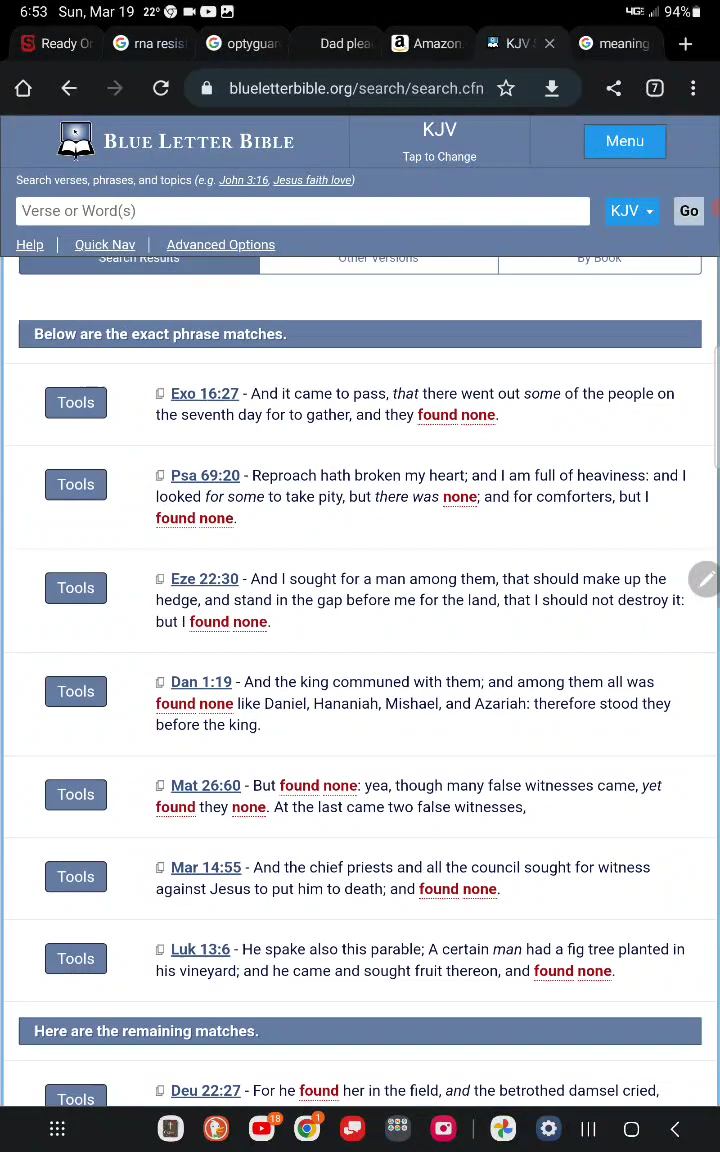 6:53 Sun, Mar 19 22° 4GE 94%
Ready Or rna resis optyguar Dad plea Amazon. KJV S meaning
blueletterbible.org/search/search.cfn 7
BLUE LETTER BIBLE KJV Menu
Tap to Change
Search verses, phrases, and topics (e.g. John 3:16, Jesus faith love)
Verse or Word(s) KJV Go
Help Quick Nav Advanced Options
Search Results Other Versions By Book
Below are the exact phrase matches.
Tools Exo 16:27 - And it came to pass, that there went out some of the people on
the seventh day for to gather, and they found none.
Tools Psa 69:20 - Reproach hath broken my heart; and I am full of heaviness: and I
looked for some to take pity, but there was none; and for comforters, but I
found none.
Tools Eze 22:30 - And I sought for a man among them, that should make up the
hedge, and stand in the gap before me for the land, that I should not destroy it:
but I found none.
Tools Dan 1:19 - And the king communed with them; and among them all was
found none like Daniel, Hananiah, Mishael, and Azariah: therefore stood they
before the king.
Tools Mat 26:60 - But found none: yea, though many false witnesses came, yet
found they none. At the last came two false witnesses,
Tools Mar 14:55 - And the chief priests and all the council sought for witness
against Jesus to put him to death; and found none.
Tools Luk 13:6 - He spake also this parable; A certain man had a fig tree planted in
his vineyard; and he came and sought fruit thereon, and found none.
Here are the remaining matches.
Tools Deu 22:27 - For he found her in the field, and the betrothed damsel cried,
18 1